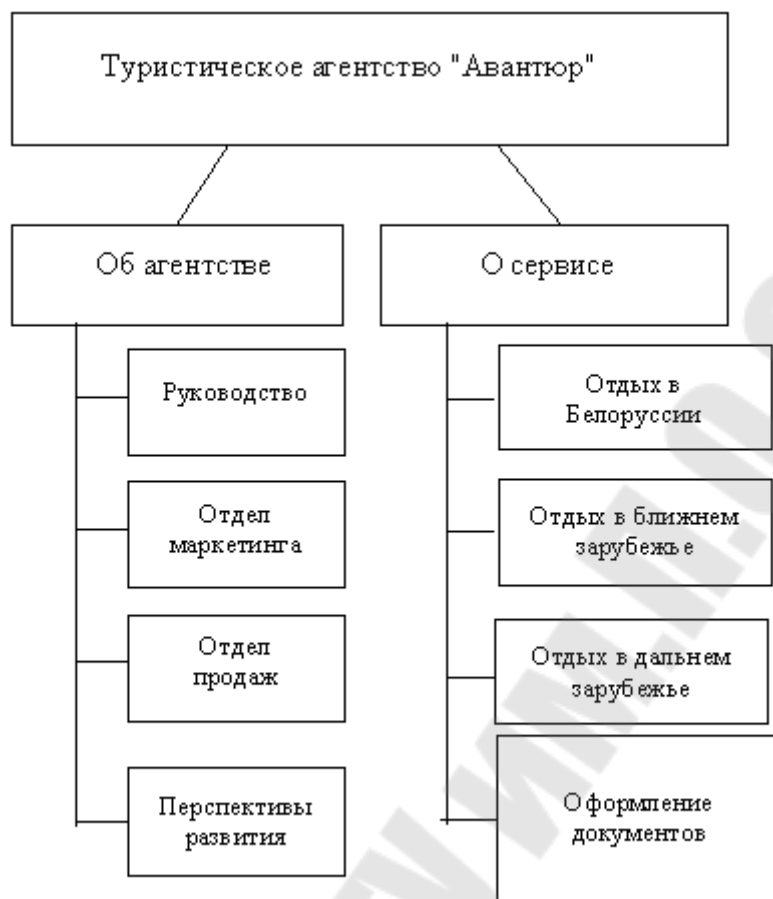 Туристическое агентство "Авантюр"
Об агентстве
О сервисе
Руководство
Отдел
маркетинга
Отдел
продаж
Перспективы
развития
Отдых в
Белоруссии
Отдых в ближнем
зарубежье
Отдых в дальнем
зарубежье
Оформление
документов